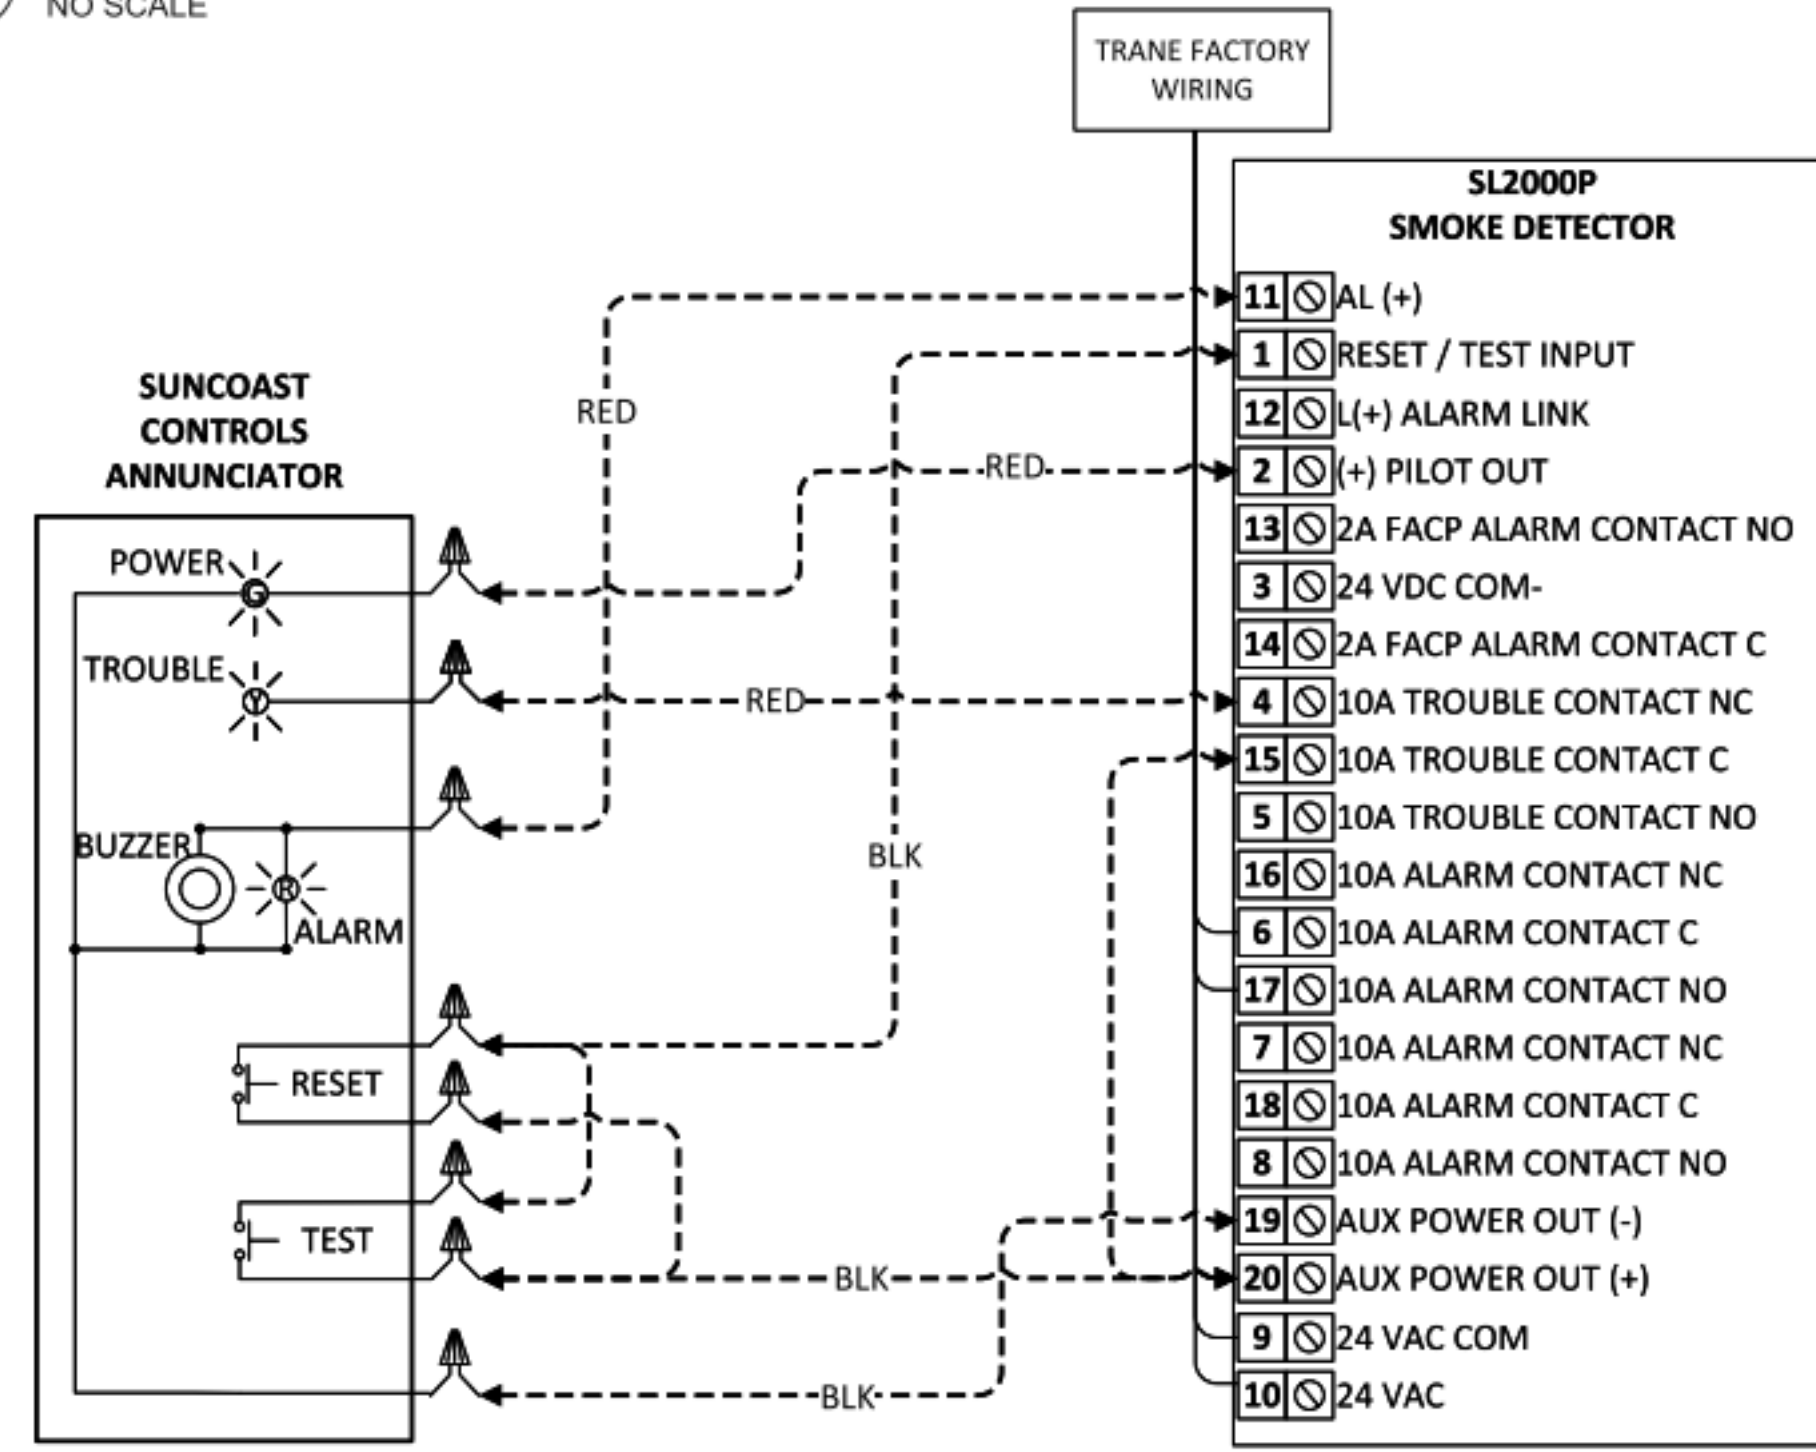 NO SCALE
TRANE FACTORY
WIRING
SL2000P
SMOKE DETECTOR
11 AL (+)
1 RESET / TEST INPUT
12 L(+) ALARM LINK
2 (+) PILOT OUT
13 2A FACP ALARM CONTACT NO
3 24 VDC COM-
14 2A FACP ALARM CONTACT C
4 10A TROUBLE CONTACT NC
15 10A TROUBLE CONTACT C
5 10A TROUBLE CONTACT NO
16 10A ALARM CONTACT NC
6 10A ALARM CONTACT C
17 10A ALARM CONTACT NO
7 10A ALARM CONTACT NC
18 10A ALARM CONTACT C
8 10A ALARM CONTACT NO
19 AUX POWER OUT (-)
20 AUX POWER OUT (+)
9 24 VAC COM
10 24 VAC
SUNCOAST
CONTROLS
ANNUNCIATOR
POWER
G
TROUBLE
Y
BUZZER
R
ALARM
RESET
TEST
RED
RED
RED
BLK
BLK
BLK